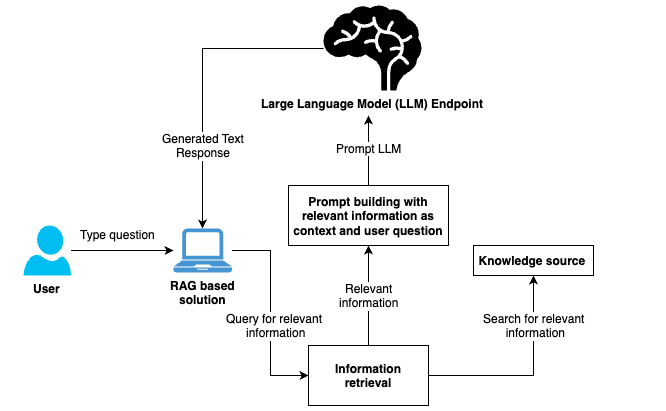 Large Language Model (LLM) Endpoint
Generated Text
Response
Prompt LLM
Prompt building with
relevant information as
context and user question
Type question
User
RAG based
solution
Knowledge source
Relevant
information
Query for relevant
information
Search for relevant
information
Information
retrieval